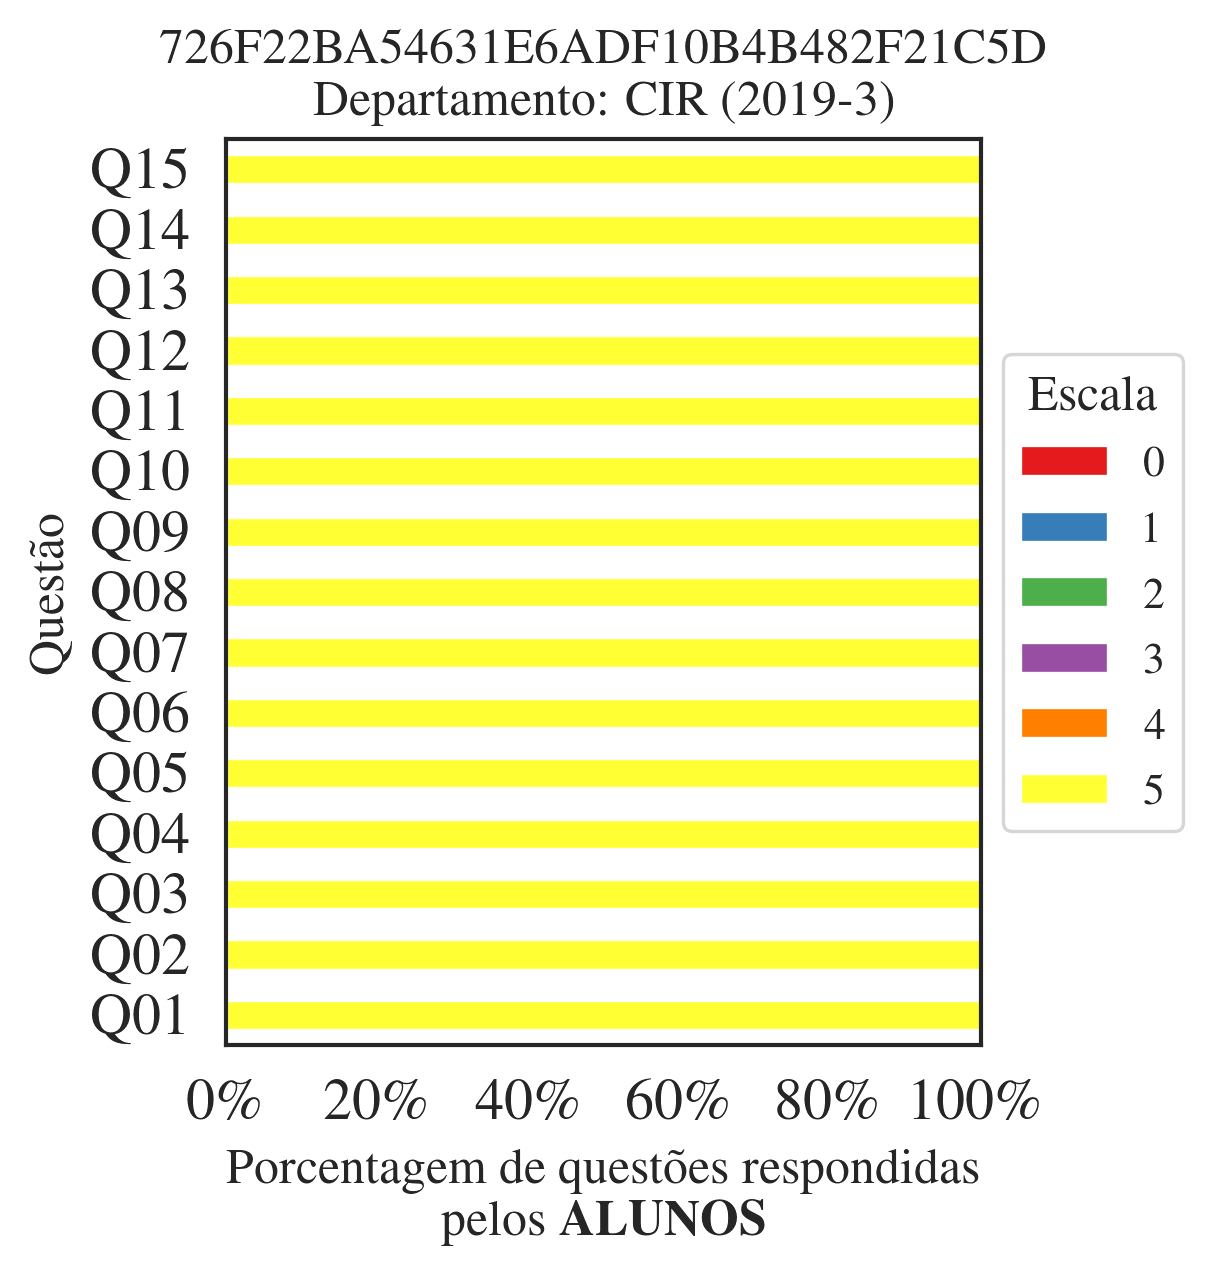 726F22BA54631E6ADF10B4B482F21C5D
Departamento: CIR (2019-3)
Q15
Q14
Q13
Q12
Q11
Q10
Q09
Q08
Q07
Q06
Q05
Q04
Q03
Q02
Q01
Questão
0% 20% 40% 60% 80% 100%
Porcentagem de questões respondidas
pelos ALUNOS
Escala
0
1
2
3
4
5